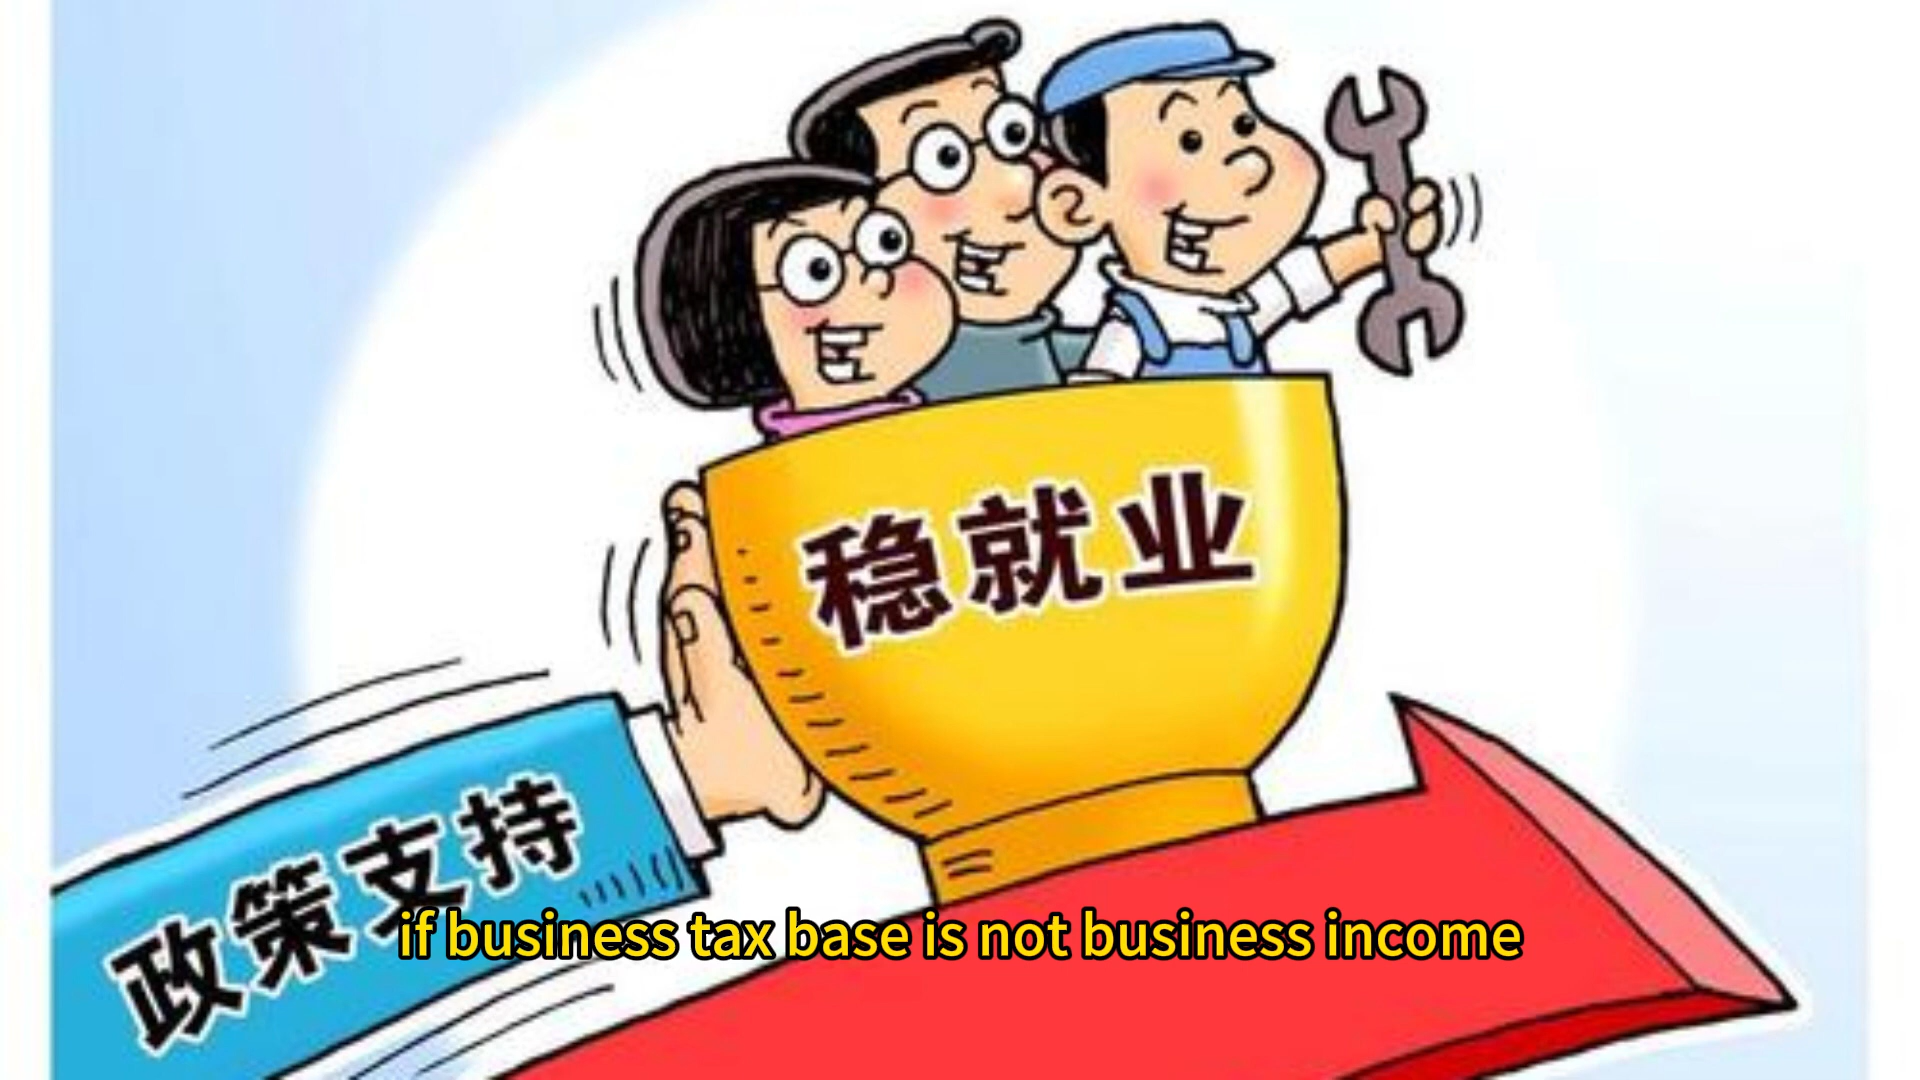 稳就业
政策支持
if business tax base is not business income